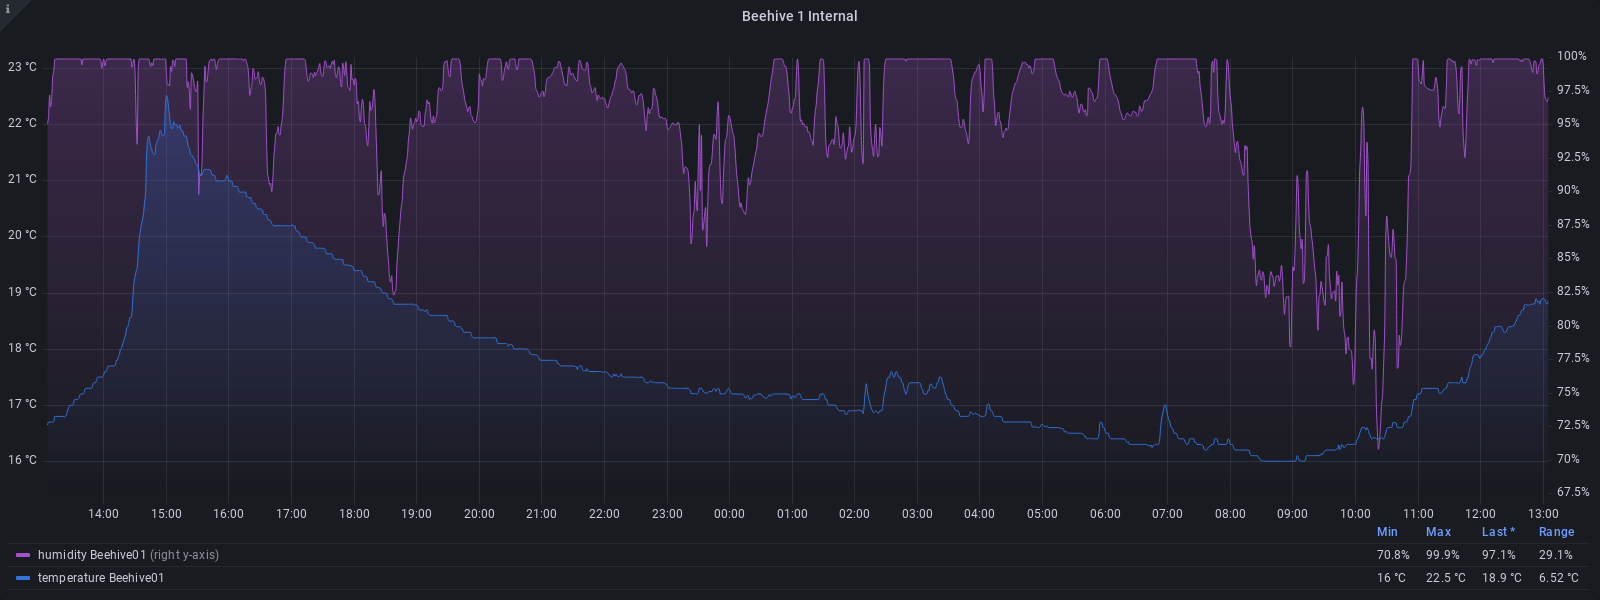 i
Beehive 1 Internal
23 °C
22 °C
21 °C
20 °C
19 °C
18 °C
17 °C
16 °C
100%
97.5%
95%
92.5%
90%
87.5%
85%
82.5%
80%
77.5%
75%
72.5%
70%
67.5%
14:00 15:00 16:00 17:00 18:00 19:00 20:00 21:00 22:00 23:00 00:00 01:00 02:00 03:00 04:00 05:00 06:00 07:00 08:00 09:00 10:00 11:00 12:00 13:00
Min Max Last * Range
humidity Beehive01 (right y-axis) 70.8% 99.9% 97.1% 29.1%
temperature Beehive01 16 °C 22.5 °C 18.9 °C 6.52 °C